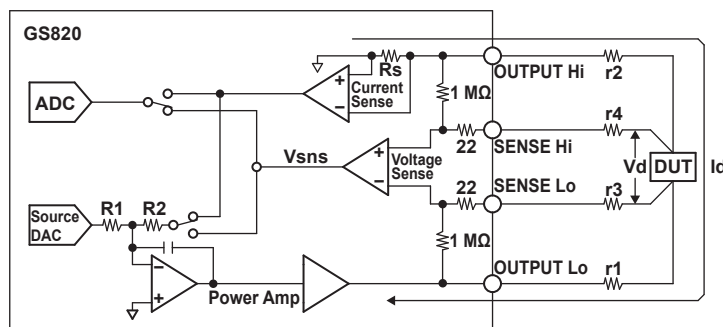 GS820
ADC
Rs
Current
Sense
1 MΩ
OUTPUT Hi
r2
22
SENSE Hi
r4
Vsns
Voltage
Sense
Vd
DUT
Id
22
SENSE Lo
r3
Source
DAC
R1
R2
1 MΩ
Power Amp
OUTPUT Lo
r1
+
−
+
−
−
+